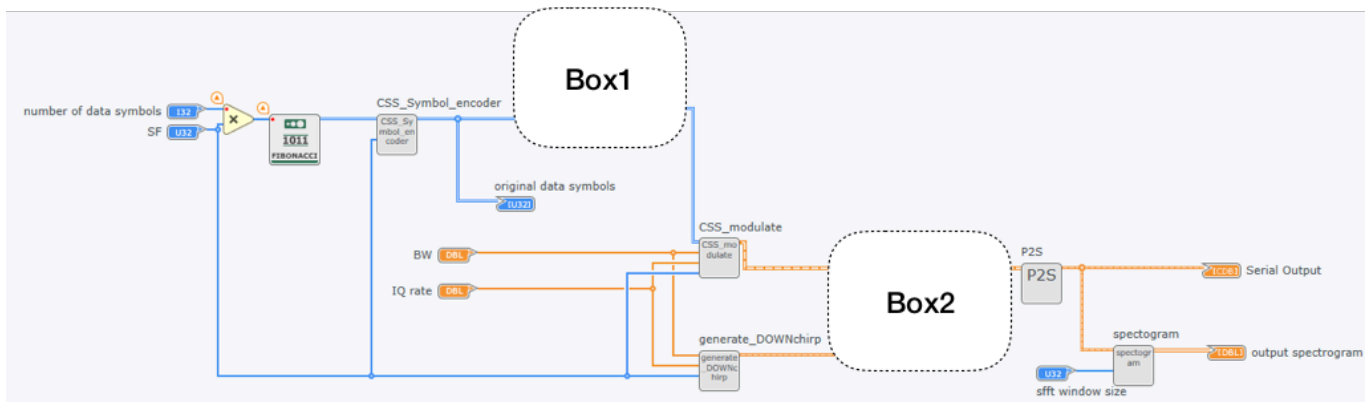 Box1
number of data symbols
I32
SF
U32
×
1011
FIBONACCI
CSS_Symbol_encoder
CSS_Sy
mbol_en
coder
original data symbols
[U32]
BW
DBL
IQ rate
DBL
CSS_modulate
CSS_mo
dulate
generate_DOWNchirp
generate
_DOWNc
hirp
Box2
P2S
P2S
[CDB]
Serial Output
spectogram
spectogr
am
[DBL]
output spectrogram
U32
sfft window size